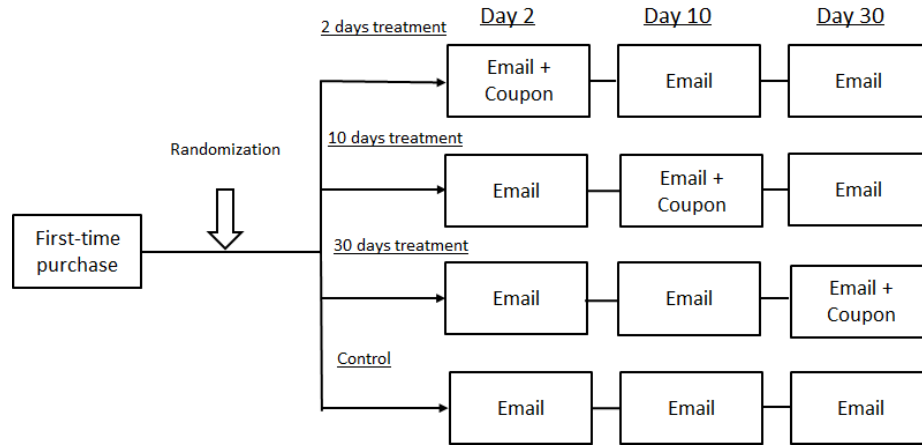 2 days treatment
Day 2
Day 10
Day 30
Email +
Coupon
Email
Email
10 days treatment
Randomization
Email
Email +
Coupon
Email
First-time
purchase
30 days treatment
Email
Email
Email +
Coupon
Control
Email
Email
Email